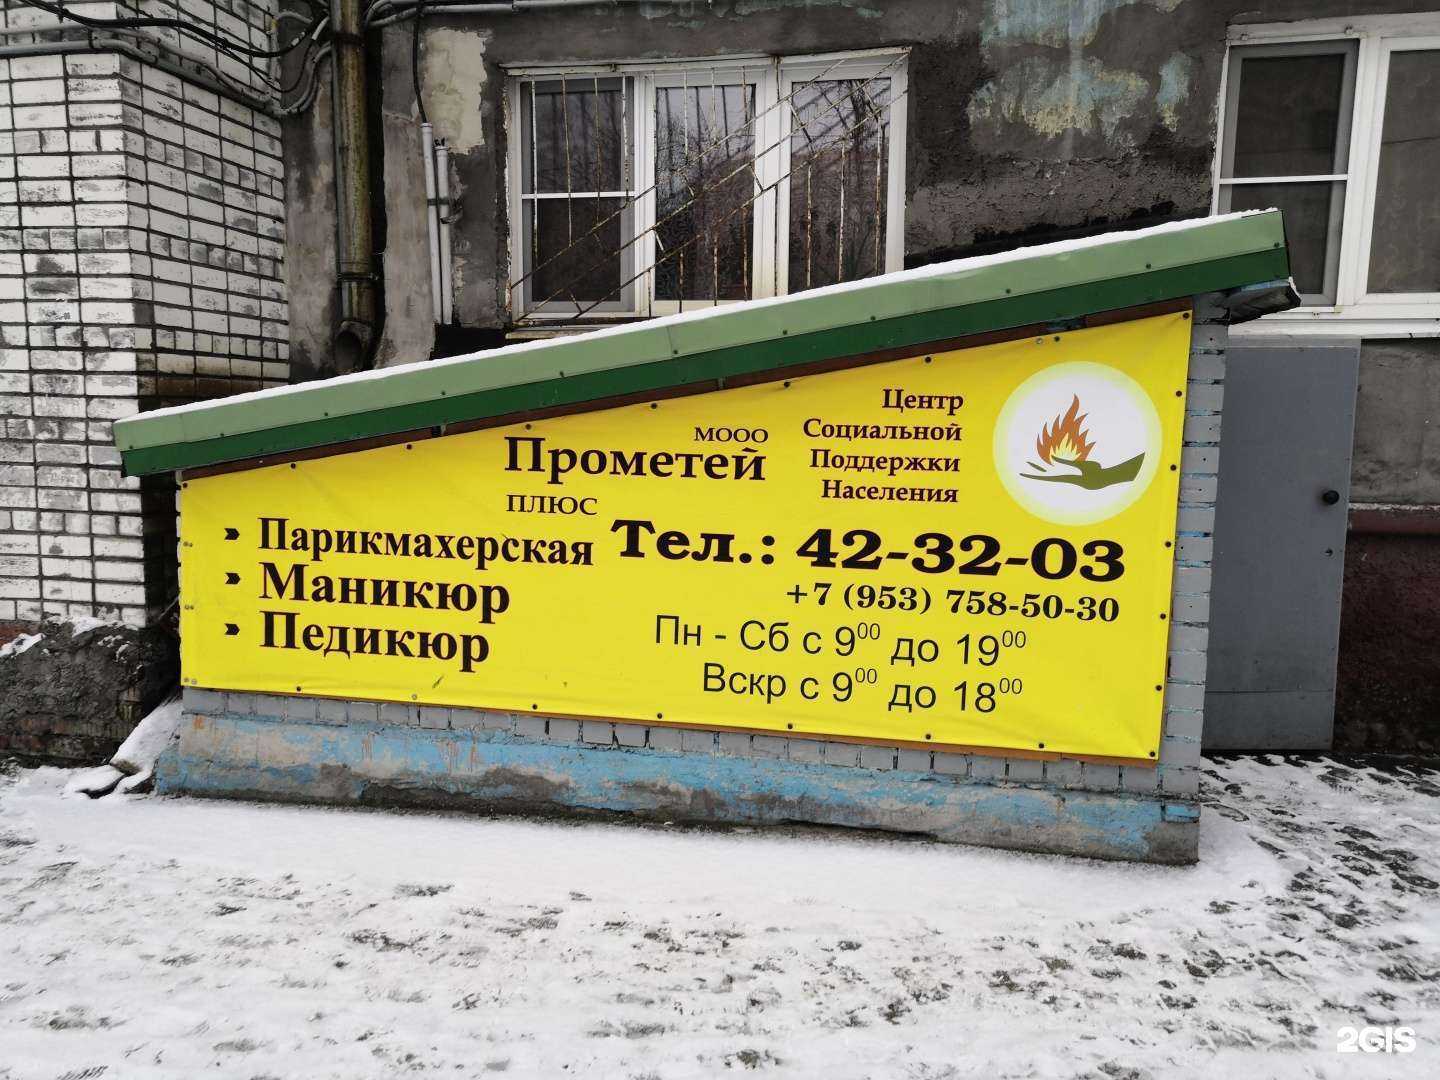 МООО
Прометей
ПЛЮС
Центр
Социальной
Поддержки
Населения
» Парикмахерская
» Маникюр
» Педикюр
Тел.: 42-32-03
+7 (953) 758-50-30
Пн - Сб с 9⁰⁰ до 19⁰⁰
Вскр с 9⁰⁰ до 18⁰⁰
2GIS